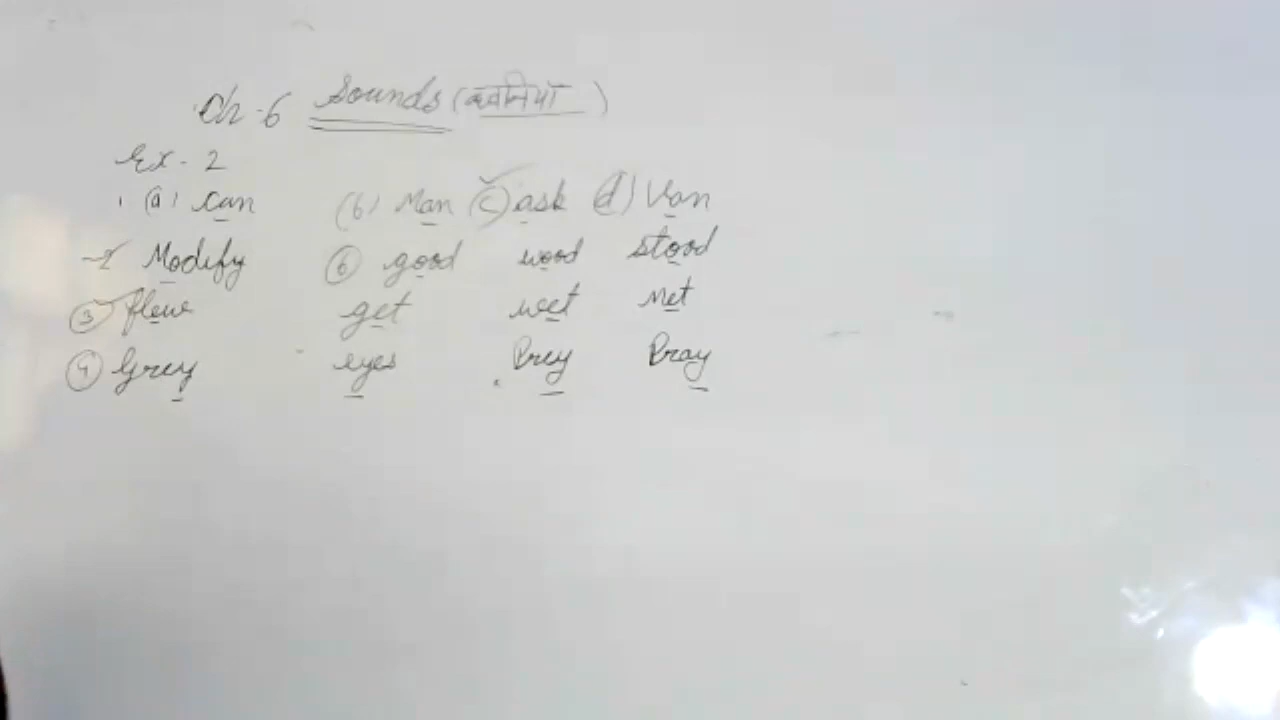 Ch-6 Sounds (ध्वनियाँ)
Ex- 2
1 (a) can (b) Man (c) ask (d) Van
2 Modify (b) good wood stood
(3) flew get wet Met
(4) Grey eyes Prey Pray